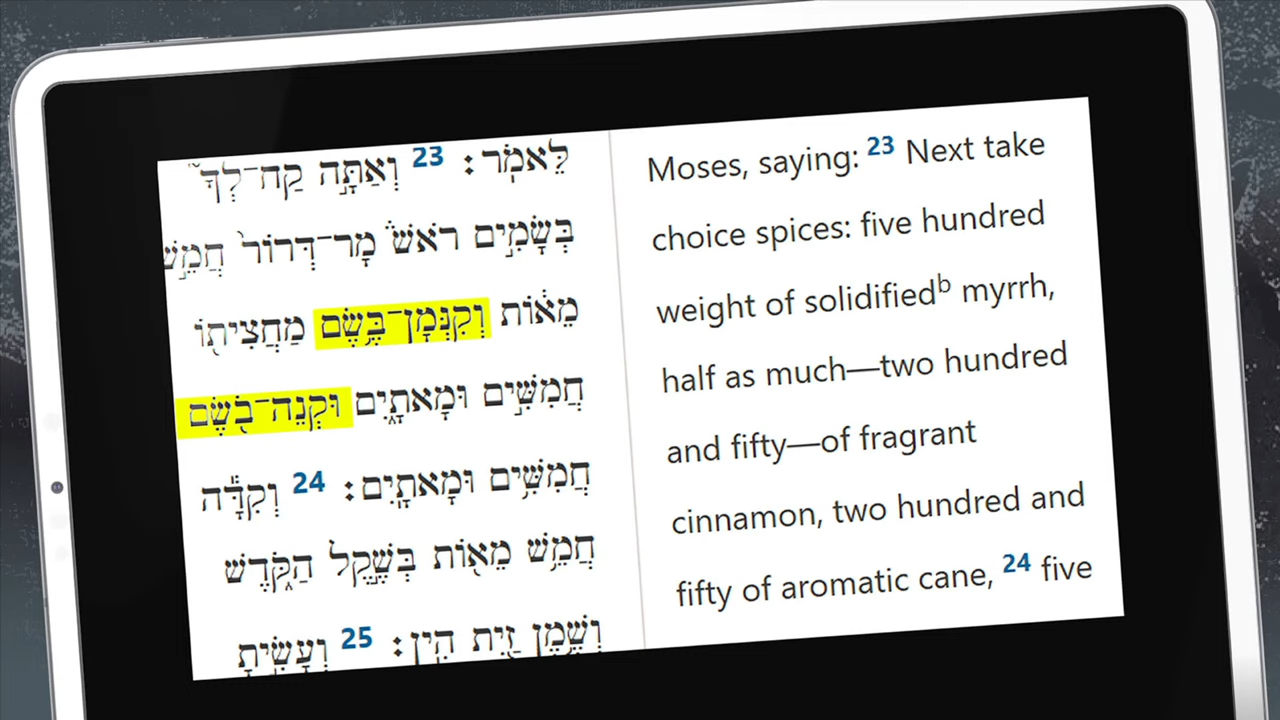 לֵּאמֹֽר׃ 23 וְאַתָּ֣ה קַח־לְךָ֮
בְּשָׂמִ֣ים רֹאשׁ֒ מָר־דְּרוֹר֙ חֲמֵ֣שׁ
מֵא֔וֹת וְקִנְּמָן־בֶּ֥שֶׂם מַחֲצִית֖וֹ
חֲמִשִּׁ֣ים וּמָאתָ֑יִם וּקְנֵה־בֹ֖שֶׂם
חֲמִשִּׁ֥ים וּמָאתָֽיִם׃ 24 וְקִדָּ֕ה
חֲמֵ֥שׁ מֵא֖וֹת בְּשֶׁ֣קֶל הַקֹּ֑דֶשׁ
וְשֶׁ֥מֶן זַ֖יִת הִֽין׃ 25 וְעָשִׂ֣יתָ
Moses, saying: 23 Next take
choice spices: five hundred
weight of solidifiedᵇ myrrh,
half as much—two hundred
and fifty—of fragrant
cinnamon, two hundred and
fifty of aromatic cane, 24 five